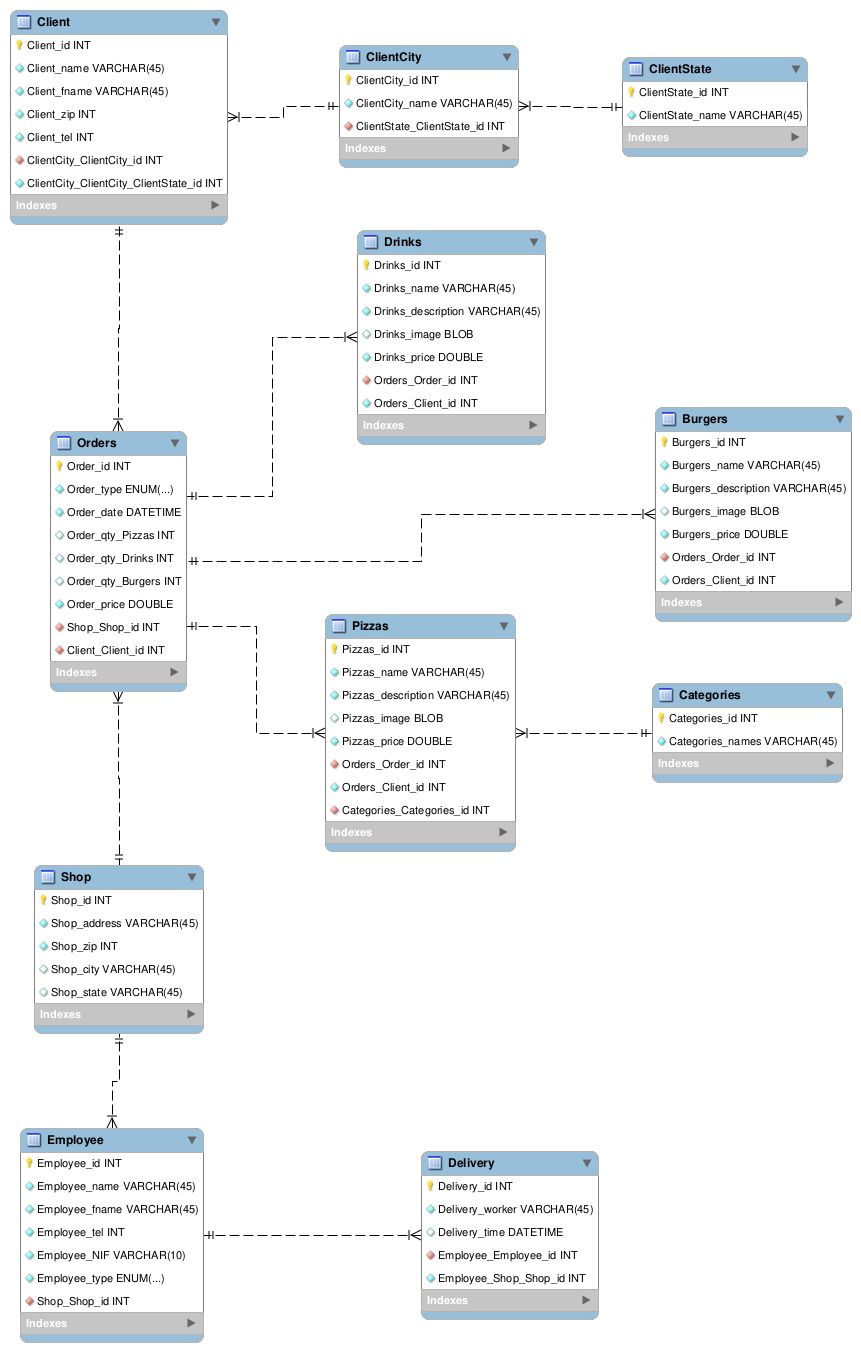 Client
Client_id INT
Client_name VARCHAR(45)
Client_fname VARCHAR(45)
Client_zip INT
Client_tel INT
ClientCity_ClientCity_id INT
ClientCity_ClientCity_ClientState_id INT
Indexes
ClientCity
ClientCity_id INT
ClientCity_name VARCHAR(45)
ClientState_ClientState_id INT
Indexes
ClientState
ClientState_id INT
ClientState_name VARCHAR(45)
Indexes
Drinks
Drinks_id INT
Drinks_name VARCHAR(45)
Drinks_description VARCHAR(45)
Drinks_image BLOB
Drinks_price DOUBLE
Orders_Order_id INT
Orders_Client_id INT
Indexes
Burgers
Burgers_id INT
Burgers_name VARCHAR(45)
Burgers_description VARCHAR(45)
Burgers_image BLOB
Burgers_price DOUBLE
Orders_Order_id INT
Orders_Client_id INT
Indexes
Orders
Order_id INT
Order_type ENUM(...)
Order_date DATETIME
Order_qty_Pizzas INT
Order_qty_Drinks INT
Order_qty_Burgers INT
Order_price DOUBLE
Shop_Shop_id INT
Client_Client_id INT
Indexes
Pizzas
Pizzas_id INT
Pizzas_name VARCHAR(45)
Pizzas_description VARCHAR(45)
Pizzas_image BLOB
Pizzas_price DOUBLE
Orders_Order_id INT
Orders_Client_id INT
Categories_Categories_id INT
Indexes
Categories
Categories_id INT
Categories_names VARCHAR(45)
Indexes
Shop
Shop_id INT
Shop_address VARCHAR(45)
Shop_zip INT
Shop_city VARCHAR(45)
Shop_state VARCHAR(45)
Indexes
Employee
Employee_id INT
Employee_name VARCHAR(45)
Employee_fname VARCHAR(45)
Employee_tel INT
Employee_NIF VARCHAR(10)
Employee_type ENUM(...)
Shop_Shop_id INT
Indexes
Delivery
Delivery_id INT
Delivery_worker VARCHAR(45)
Delivery_time DATETIME
Employee_Employee_id INT
Employee_Shop_Shop_id INT
Indexes